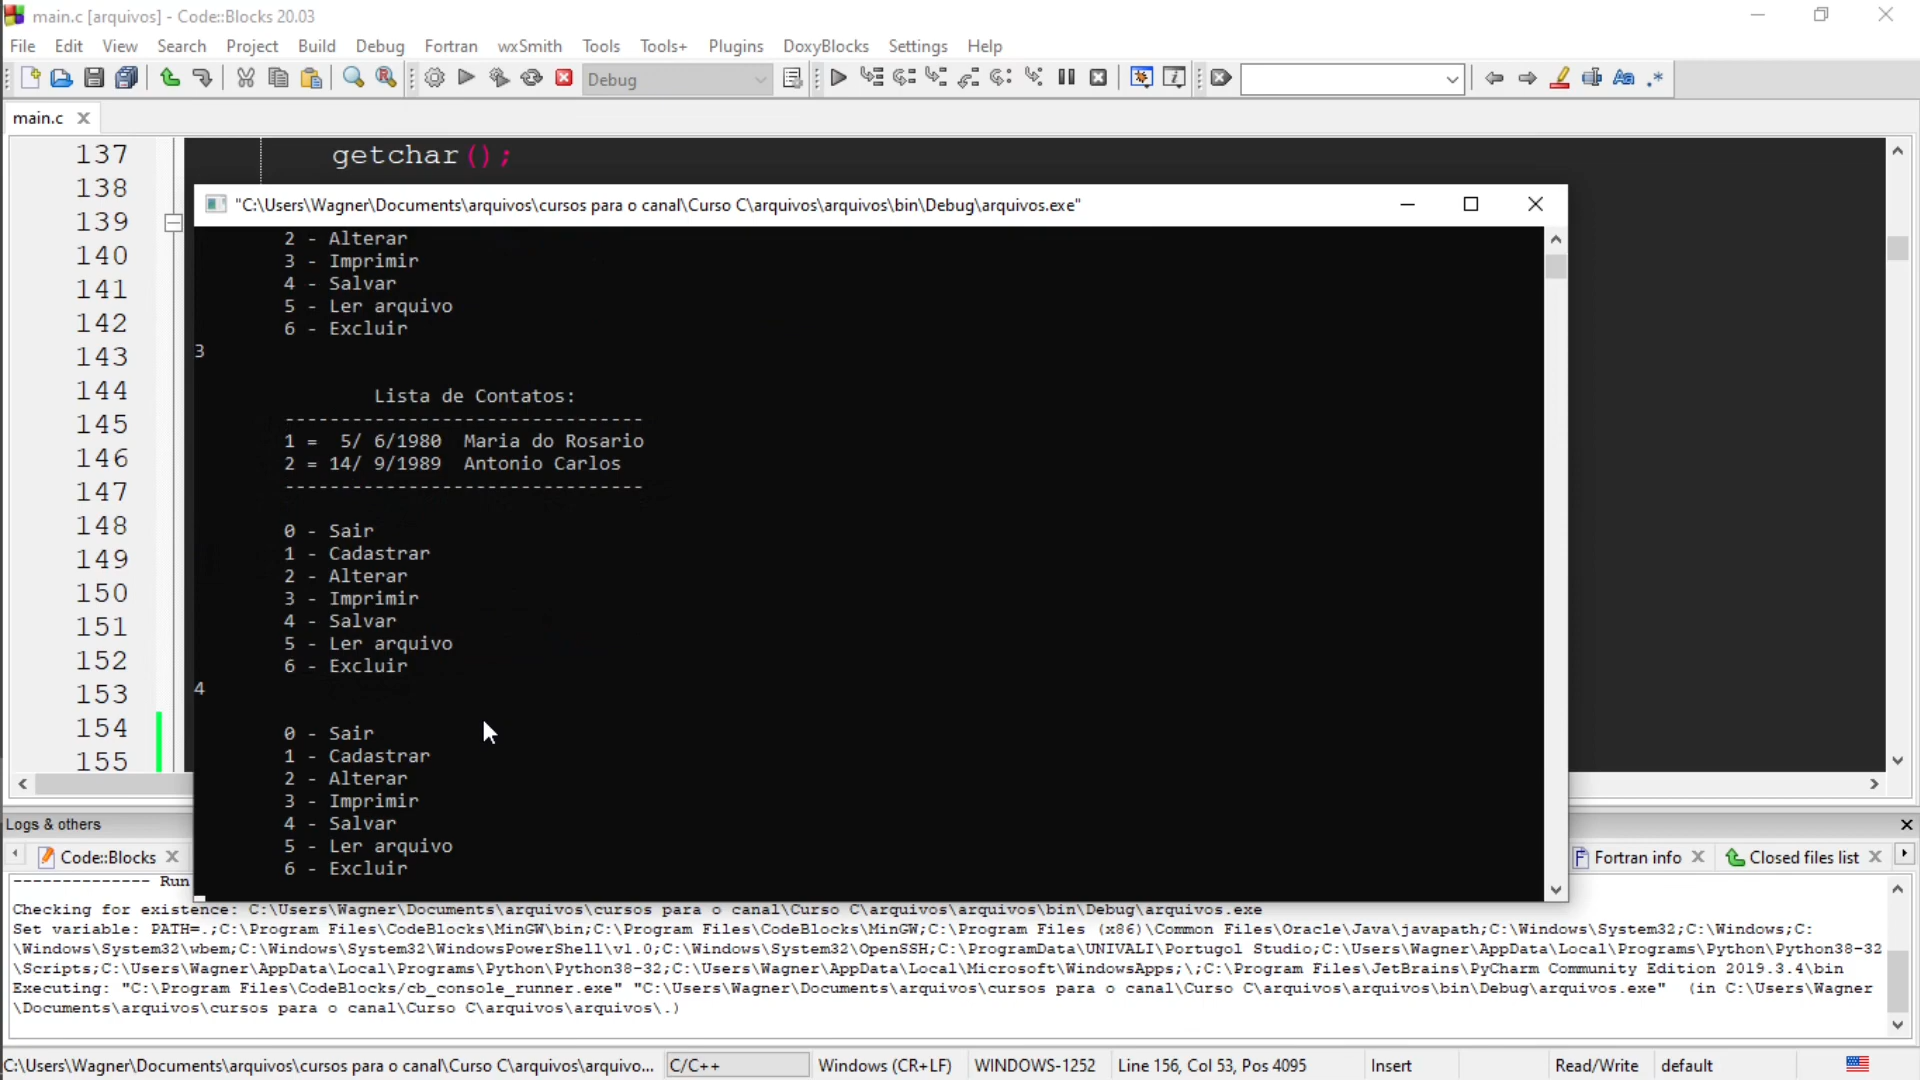 main.c [arquivos] - Code::Blocks 20.03
File Edit View Search Project Build Debug Fortran wxSmith Tools Tools+ Plugins DoxyBlocks Settings Help
Debug
main.c
137 getchar();
138
"C:\Users\Wagner\Documents\arquivos\cursos para o canal\Curso C\arquivos\arquivos\bin\Debug\arquivos.exe"
139
140
141
142
143
144
145
146
147
148
149
150
151
152
153
154
155
2 - Alterar
3 - Imprimir
4 - Salvar
5 - Ler arquivo
6 - Excluir
3
Lista de Contatos:
--------------------------------
1 =  5/ 6/1980  Maria do Rosario
2 = 14/ 9/1989  Antonio Carlos
--------------------------------
0 - Sair
1 - Cadastrar
2 - Alterar
3 - Imprimir
4 - Salvar
5 - Ler arquivo
6 - Excluir
4
0 - Sair
1 - Cadastrar
2 - Alterar
3 - Imprimir
4 - Salvar
5 - Ler arquivo
6 - Excluir
Logs & others
Code::Blocks Fortran info Closed files list
-------------- Run
Checking for existence: C:\Users\Wagner\Documents\arquivos\cursos para o canal\Curso C\arquivos\arquivos\bin\Debug\arquivos.exe
Set variable: PATH=.;C:\Program Files\CodeBlocks\MinGW\bin;C:\Program Files\CodeBlocks\MinGW;C:\Program Files (x86)\Common Files\Oracle\Java\javapath;C:\Windows\System32;C:\Windows;C:
\Windows\System32\wbem;C:\Windows\System32\WindowsPowerShell\v1.0;C:\Windows\System32\OpenSSH;C:\ProgramData\UNIVALI\Portugol Studio;C:\Users\Wagner\AppData\Local\Programs\Python\Python38-32
\Scripts;C:\Users\Wagner\AppData\Local\Programs\Python\Python38-32;C:\Users\Wagner\AppData\Local\Microsoft\WindowsApps;\;C:\Program Files\JetBrains\PyCharm Community Edition 2019.3.4\bin
Executing: "C:\Program Files\CodeBlocks/cb_console_runner.exe" "C:\Users\Wagner\Documents\arquivos\cursos para o canal\Curso C\arquivos\arquivos\bin\Debug\arquivos.exe"  (in C:\Users\Wagner
\Documents\arquivos\cursos para o canal\Curso C\arquivos\arquivos\.)
C:\Users\Wagner\Documents\arquivos\cursos para o canal\Curso C\arquivos\arquivo... C/C++ Windows (CR+LF) WINDOWS-1252 Line 156, Col 53, Pos 4095 Insert Read/Write default